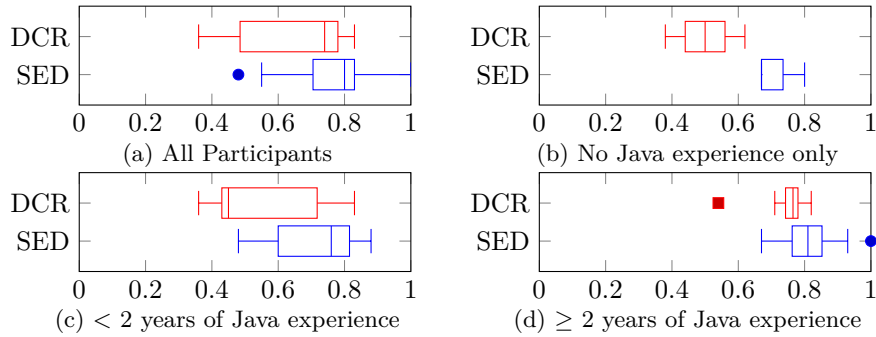 DCR
SED
0 0.2 0.4 0.6 0.8 1
(a) All Participants
DCR
SED
0 0.2 0.4 0.6 0.8 1
(b) No Java experience only
DCR
SED
0 0.2 0.4 0.6 0.8 1
(c) < 2 years of Java experience
DCR
SED
0 0.2 0.4 0.6 0.8 1
(d) ≥ 2 years of Java experience